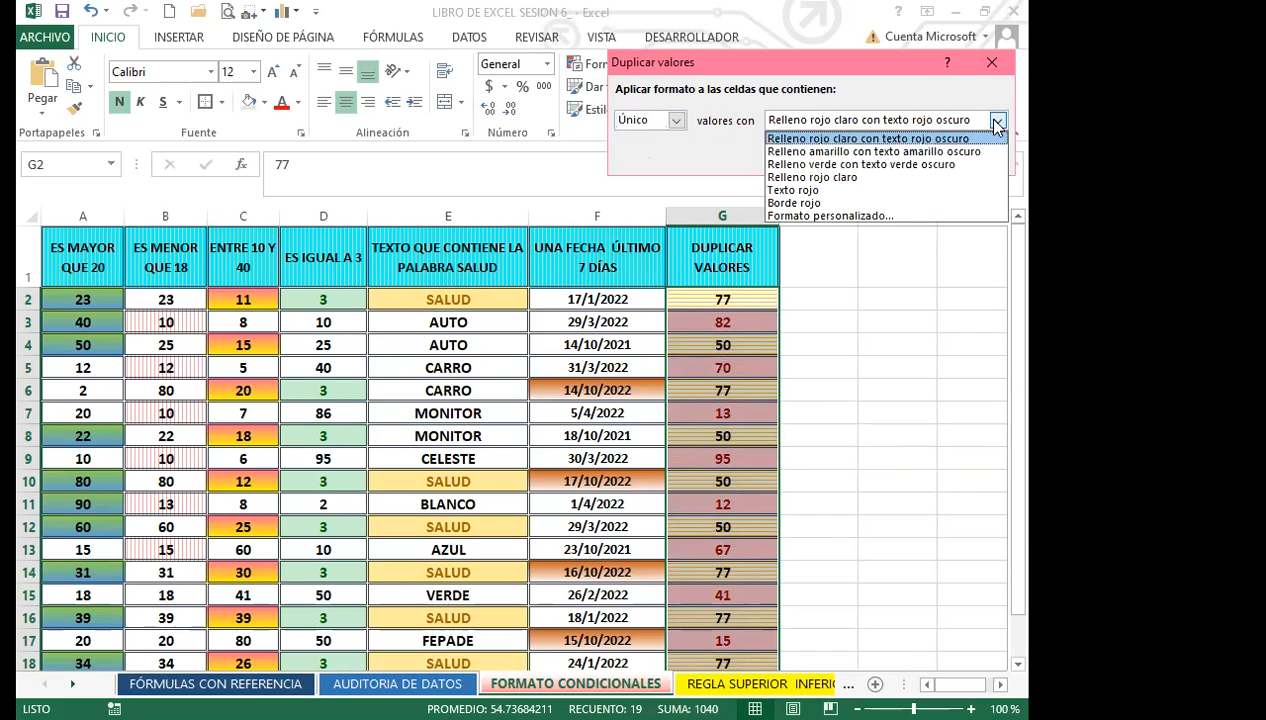 LIBRO DE EXCEL SESION 6_ - Excel
ARCHIVO INICIO INSERTAR DISEÑO DE PÁGINA FÓRMULAS DATOS REVISAR VISTA DESARROLLADOR Cuenta Microsoft
Pegar
Calibri 12
N K S
General
$ % 000
Portapapeles Fuente Alineación Número
Duplicar valores
Aplicar formato a las celdas que contienen:
Único valores con Relleno rojo claro con texto rojo oscuro
Relleno rojo claro con texto rojo oscuro
Relleno amarillo con texto amarillo oscuro
Relleno verde con texto verde oscuro
Relleno rojo claro
Texto rojo
Borde rojo
Formato personalizado...
G2 fx 77
A B C D E F G
1 ES MAYOR QUE 20 ES MENOR QUE 18 ENTRE 10 Y 40 ES IGUAL A 3 TEXTO QUE CONTIENE LA PALABRA SALUD UNA FECHA ÚLTIMO 7 DÍAS DUPLICAR VALORES
2 23 23 11 3 SALUD 17/1/2022 77
3 40 10 8 10 AUTO 29/3/2022 82
4 50 25 15 25 AUTO 14/10/2021 50
5 12 12 5 40 CARRO 31/3/2022 70
6 2 80 20 3 CARRO 14/10/2022 77
7 20 10 7 86 MONITOR 5/4/2022 13
8 22 22 18 3 MONITOR 18/10/2021 50
9 10 10 6 95 CELESTE 30/3/2022 95
10 80 80 12 3 SALUD 17/10/2022 50
11 90 13 8 2 BLANCO 1/4/2022 12
12 60 60 25 3 SALUD 29/3/2022 50
13 15 15 60 10 AZUL 23/10/2021 67
14 31 31 30 3 SALUD 16/10/2022 77
15 18 18 41 50 VERDE 26/2/2022 41
16 39 39 39 3 SALUD 18/1/2022 77
17 20 20 80 50 FEPADE 15/10/2022 15
18 34 34 26 3 SALUD 24/1/2022 77
FÓRMULAS CON REFERENCIA AUDITORIA DE DATOS FORMATO CONDICIONALES REGLA SUPERIOR INFERIO ...
LISTO PROMEDIO: 54.73684211 RECUENTO: 19 SUMA: 1040 100 %